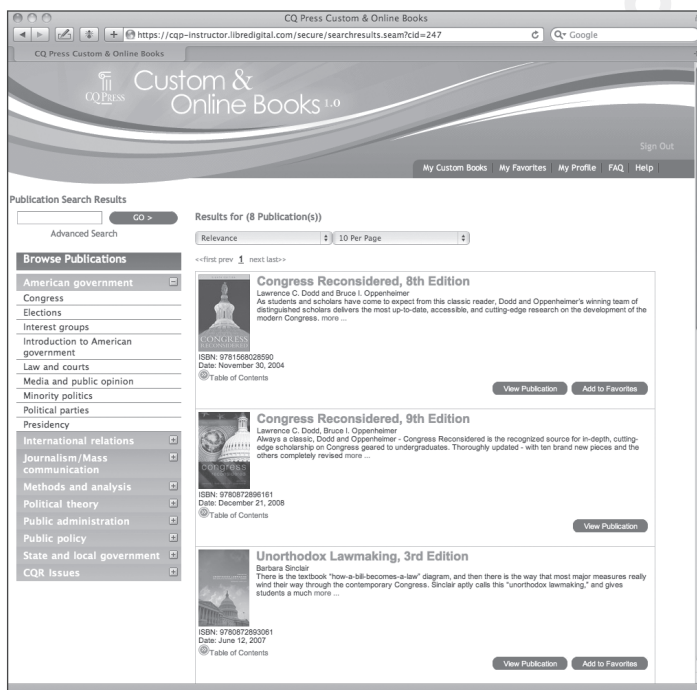 CQ Press Custom & Online Books
https://cqp-instructor.libredigital.com/secure/searchresults.seam?cid=247
Google
CQ Press Custom & Online Books
CQ PRESS
Custom &
Online Books 1.0
Sign Out
My Custom Books | My Favorites | My Profile | FAQ | Help |
Publication Search Results
GO >
Advanced Search
Browse Publications
American government
Congress
Elections
Interest groups
Introduction to American
government
Law and courts
Media and public opinion
Minority politics
Political parties
Presidency
International relations
Journalism/Mass
communication
Methods and analysis
Political theory
Public administration
Public policy
State and local government
CQR Issues
Results for (8 Publication(s))
Relevance
10 Per Page
<<first prev 1 next last>>
CONGRESS
RECONSIDERED
Congress Reconsidered, 8th Edition
Lawrence C. Dodd and Bruce I. Oppenheimer
As students and scholars have come to expect from this classic reader, Dodd and Oppenheimer's winning team of
distinguished scholars delivers the most up-to-date, accessible, and cutting-edge research on the development of the
modern Congress. more ...
ISBN: 9781568028590
Date: November 30, 2004
Table of Contents
View Publication
Add to Favorites
congress
Congress Reconsidered, 9th Edition
Lawrence C. Dodd, Bruce I. Oppenheimer
Always a classic, Dodd and Oppenheimer - Congress Reconsidered is the recognized source for in-depth, cutting-
edge scholarship on Congress geared to undergraduates. Thoroughly updated - with ten brand new pieces and the
others completely revised more ...
ISBN: 9780872896161
Date: December 21, 2008
Table of Contents
View Publication
Unorthodox Lawmaking, 3rd Edition
Barbara Sinclair
There is the textbook "how-a-bill-becomes-a-law" diagram, and then there is the way that most major measures really
wind their way through the contemporary Congress. Sinclair aptly calls this "unorthodox lawmaking," and gives
students a much more ...
ISBN: 9780872893061
Date: June 12, 2007
Table of Contents
View Publication
Add to Favorites